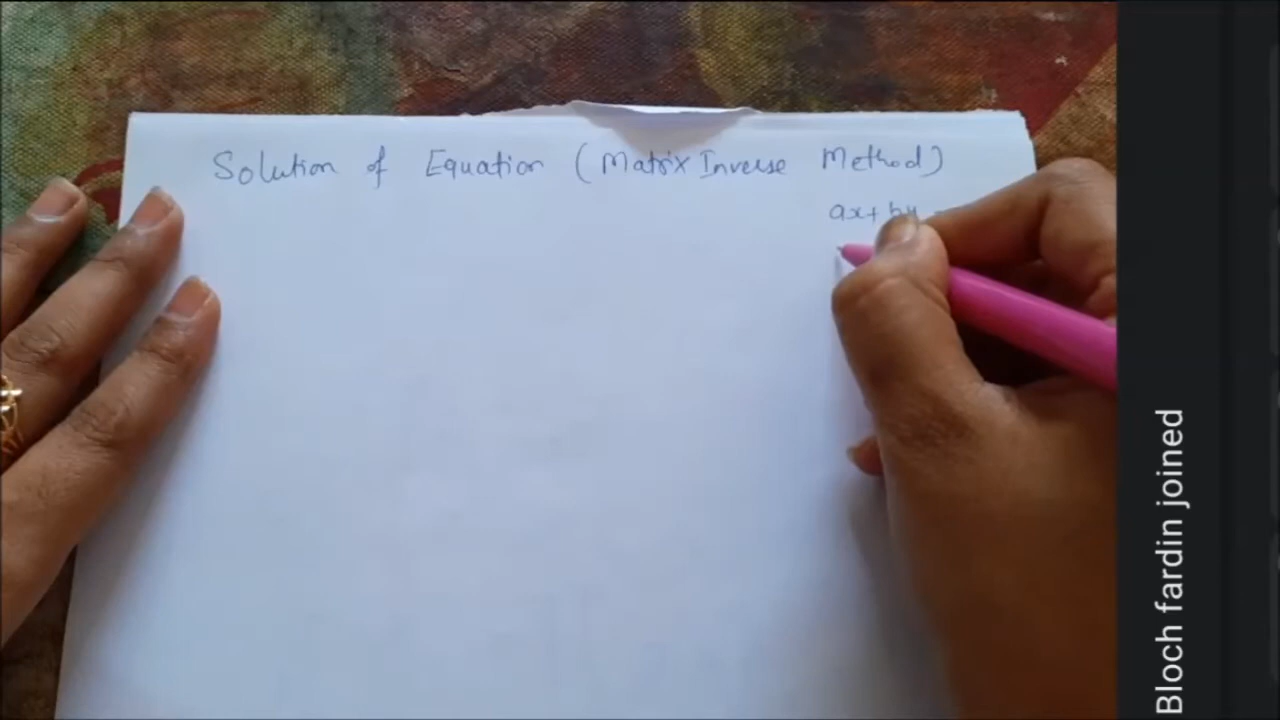 Solution of Equation (Matrix Inverse Method)
ax+ by
Bloch fardin joined